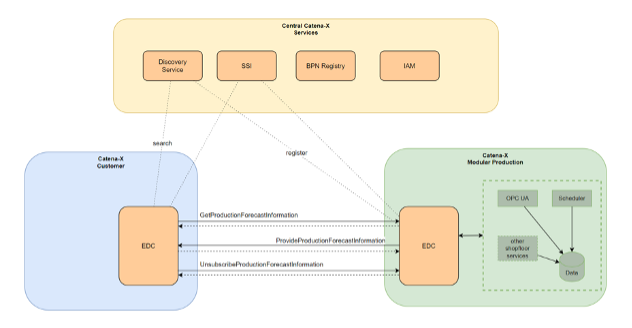 Central Catena-X
Services
Discovery
Service
SSI
BPN Registry
IAM
search
register
Catena-X
Customer
Catena-X
Modular Production
EDC
GetProductionForecastInformation
ProvideProductionForecastInformation
UnsubscribeProductionForecastInformation
EDC
OPC UA
Scheduler
other
shopfloor
services
Data